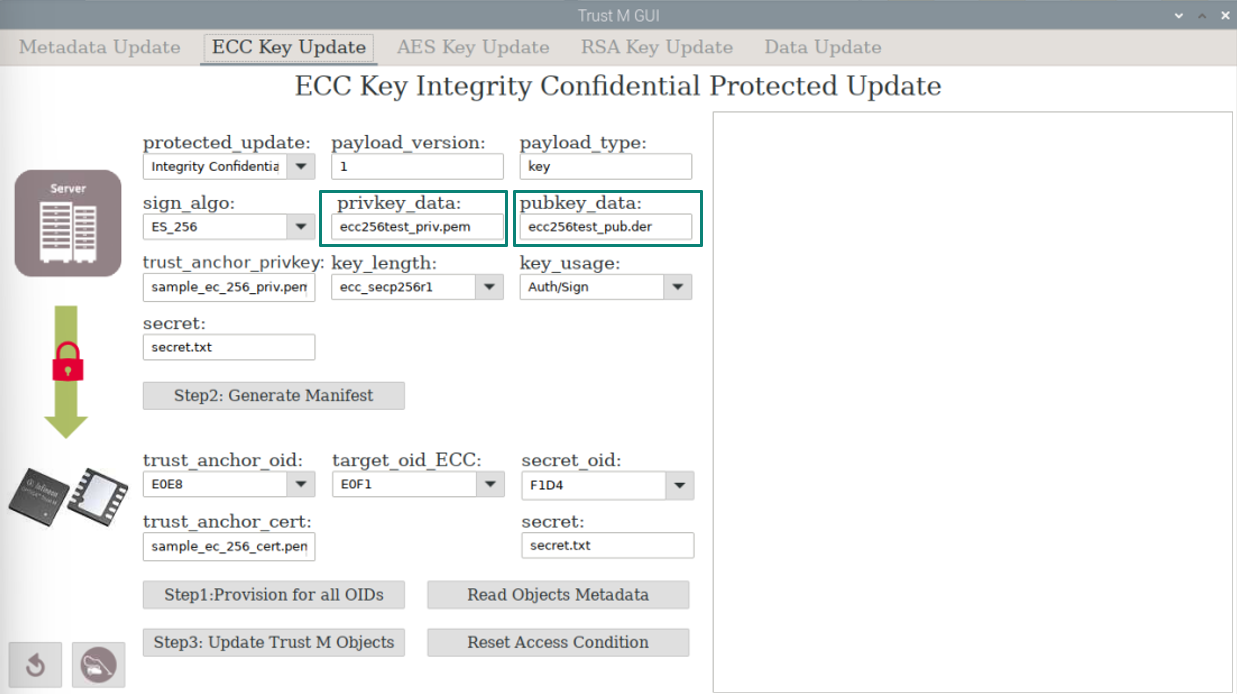 Trust M GUI
Metadata Update ECC Key Update AES Key Update RSA Key Update Data Update
ECC Key Integrity Confidential Protected Update
protected_update: payload_version: payload_type:
Integrity Confidentia 1 key
Server
sign_algo: privkey_data: pubkey_data:
ES_256 ecc256test_priv.pem ecc256test_pub.der
trust_anchor_privkey: key_length: key_usage:
sample_ec_256_priv.pem ecc_secp256r1 Auth/Sign
secret:
secret.txt
Step2: Generate Manifest
trust_anchor_oid: target_oid_ECC: secret_oid:
E0E8 E0F1 F1D4
Infineon
trust_anchor_cert: secret:
sample_ec_256_cert.pem secret.txt
Step1:Provision for all OIDs Read Objects Metadata
Step3: Update Trust M Objects Reset Access Condition